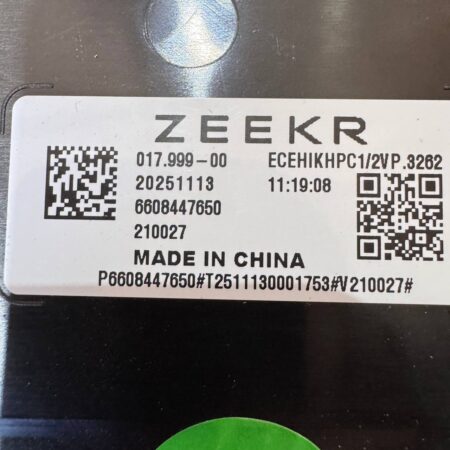 ZEEKR
017.999-00 ECEHIKHPC1/2VP.3262
20251113 11:19:08
6608447650
210027
MADE IN CHINA
P6608447650#T2511130001753#V210027#